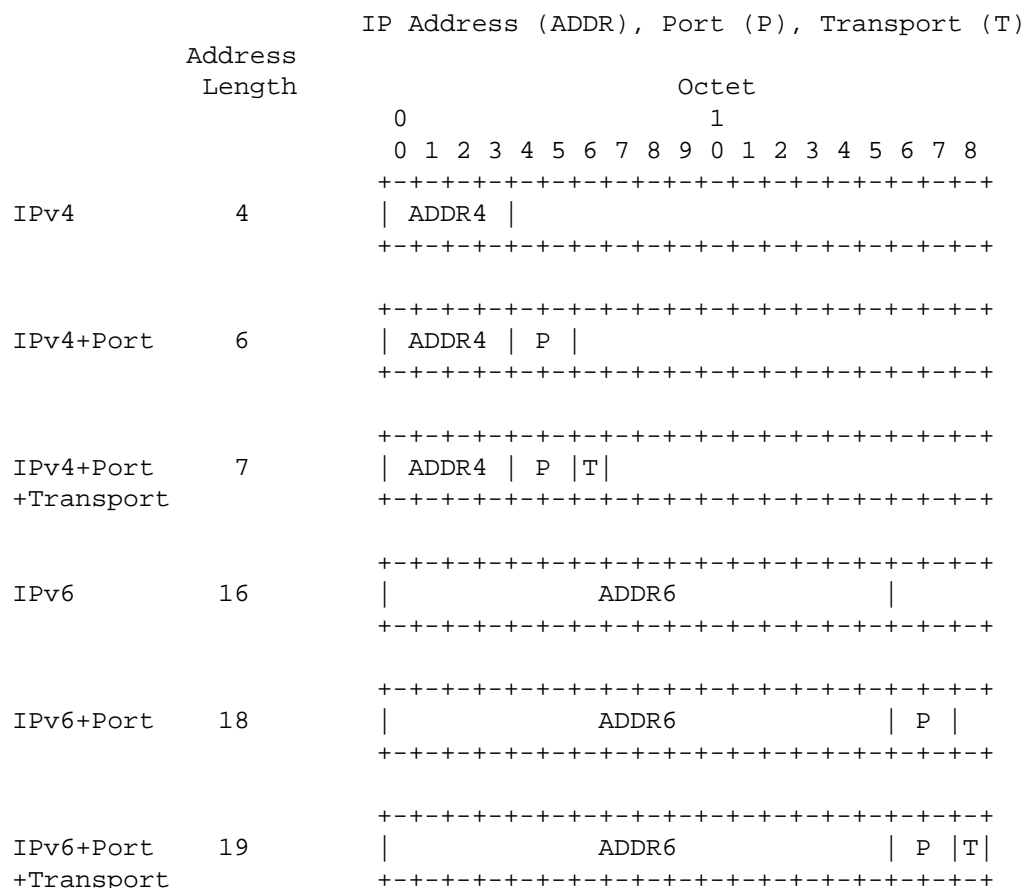 IP Address (ADDR), Port (P), Transport (T)
           Address
            Length                        Octet
                        0                   1
                        0 1 2 3 4 5 6 7 8 9 0 1 2 3 4 5 6 7 8
                       +-+-+-+-+-+-+-+-+-+-+-+-+-+-+-+-+-+-+-+
IPv4          4        | ADDR4 |
                       +-+-+-+-+-+-+-+-+-+-+-+-+-+-+-+-+-+-+-+

                       +-+-+-+-+-+-+-+-+-+-+-+-+-+-+-+-+-+-+-+
IPv4+Port     6        | ADDR4 | P |
                       +-+-+-+-+-+-+-+-+-+-+-+-+-+-+-+-+-+-+-+

                       +-+-+-+-+-+-+-+-+-+-+-+-+-+-+-+-+-+-+-+
IPv4+Port     7        | ADDR4 | P |T|
+Transport             +-+-+-+-+-+-+-+-+-+-+-+-+-+-+-+-+-+-+-+

                       +-+-+-+-+-+-+-+-+-+-+-+-+-+-+-+-+-+-+-+
IPv6         16        |             ADDR6             |
                       +-+-+-+-+-+-+-+-+-+-+-+-+-+-+-+-+-+-+-+

                       +-+-+-+-+-+-+-+-+-+-+-+-+-+-+-+-+-+-+-+
IPv6+Port    18        |             ADDR6             | P |
                       +-+-+-+-+-+-+-+-+-+-+-+-+-+-+-+-+-+-+-+

                       +-+-+-+-+-+-+-+-+-+-+-+-+-+-+-+-+-+-+-+
IPv6+Port    19        |             ADDR6             | P |T|
+Transport             +-+-+-+-+-+-+-+-+-+-+-+-+-+-+-+-+-+-+-+